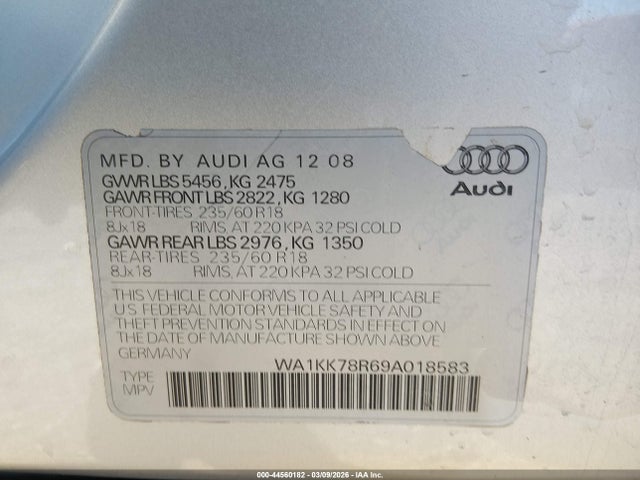 MFD. BY AUDI AG 12 08
GVWR LBS 5456, KG 2475
GAWR FRONT LBS 2822, KG 1280
FRONT-TIRES 235/60 R18
8Jx18 RIMS, AT 220 KPA 32 PSI COLD
GAWR REAR LBS 2976, KG 1350
REAR-TIRES 235/60 R18
8Jx18 RIMS, AT 220 KPA 32 PSI COLD
Audi
THIS VEHICLE CONFORMS TO ALL APPLICABLE
U.S. FEDERAL MOTOR VEHICLE SAFETY AND
THEFT PREVENTION STANDARDS IN EFFECT ON
THE DATE OF MANUFACTURE SHOWN ABOVE
GERMANY
WA1KK78R69A018583
TYPE
MPV
000-44560182 | 03/09/2026 | IAA Inc.